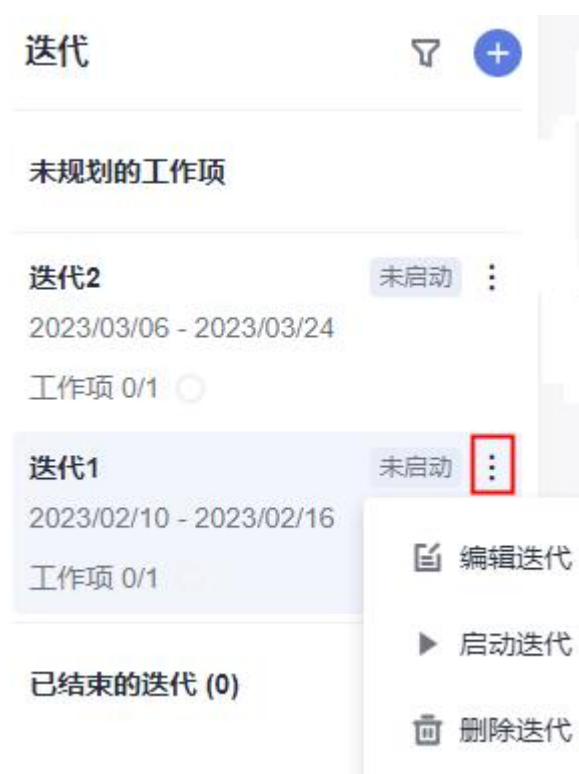 迭代
未规划的工作项
迭代2 未启动
2023/03/06 - 2023/03/24
工作项 0/1
迭代1 未启动
2023/02/10 - 2023/02/16
工作项 0/1
编辑迭代
启动迭代
已结束的迭代 (0)
删除迭代